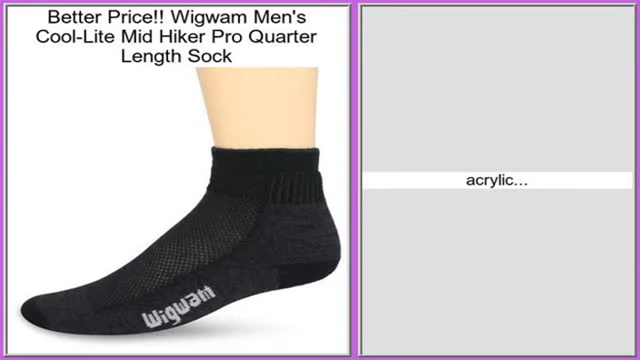 Better Price!! Wigwam Men's
Cool-Lite Mid Hiker Pro Quarter
Length Sock
Wigwam
acrylic...